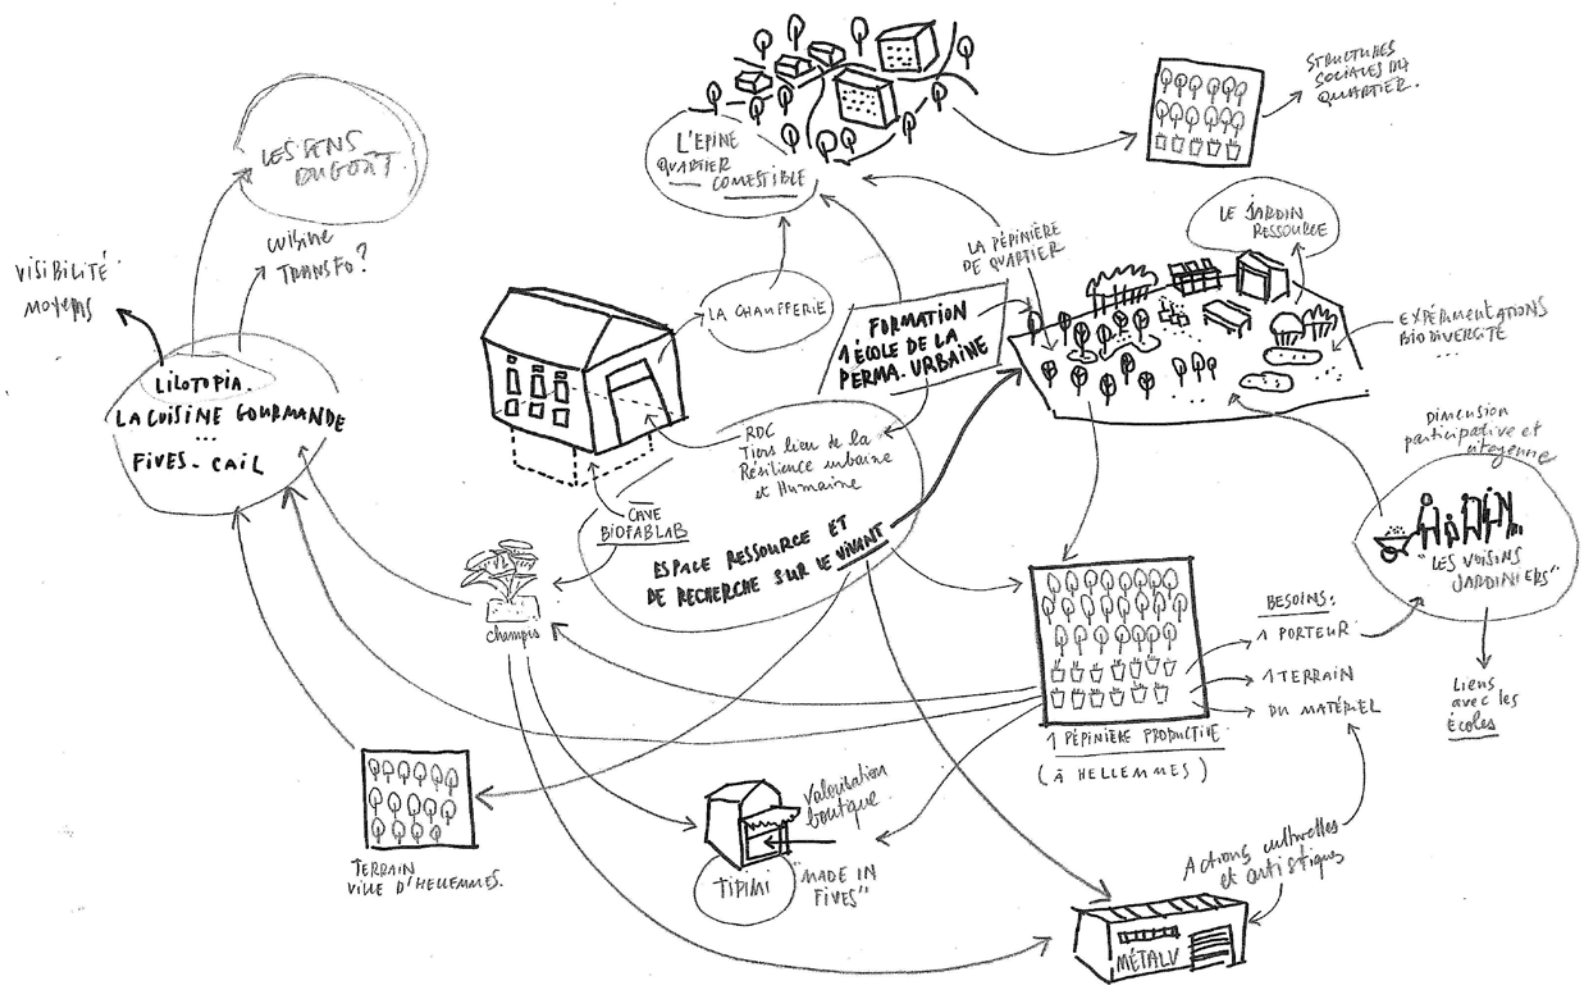 STRUCTURES
SOCIALES DU
QUARTIER.
LES SENS
DU GOÛT.
L'EPINE
QUARTIER
COMESTIBLE
LE JARDIN
RESSOURCE
CUISINE
TRANSFO?
VISIBILITÉ
MOYENS
LA PÉPINIÈRE
DE QUARTIER
LA CHAUFFERIE
FORMATION
1 ÉCOLE DE LA
PERMA. URBAINE
EXPÉRIMENTATIONS
BIODIVERSITÉ
...
LILOTOPIA.
LA CUISINE GOURMANDE
...
FIVES-CAIL
RDC
Tiers lieu de la
Résilience urbaine
et Humaine
Dimension
participative et
citoyenne
CAVE
BIOFABLAB
ESPACE RESSOURCE ET
DE RECHERCHE SUR LE VIVANT
"LES VOISINS
JARDINIERS"
champis
BESOINS:
1 PORTEUR
1 TERRAIN
DU MATÉRIEL
Liens
avec les
écoles
1 PÉPINIÈRE PRODUCTIVE
(À HELLEMMES)
Valorisation
boutique
TERRAIN
VILLE D'HELLEMMES.
TIPIMI
"MADE IN
FIVES"
Actions culturelles
et artistiques
MÉTALU